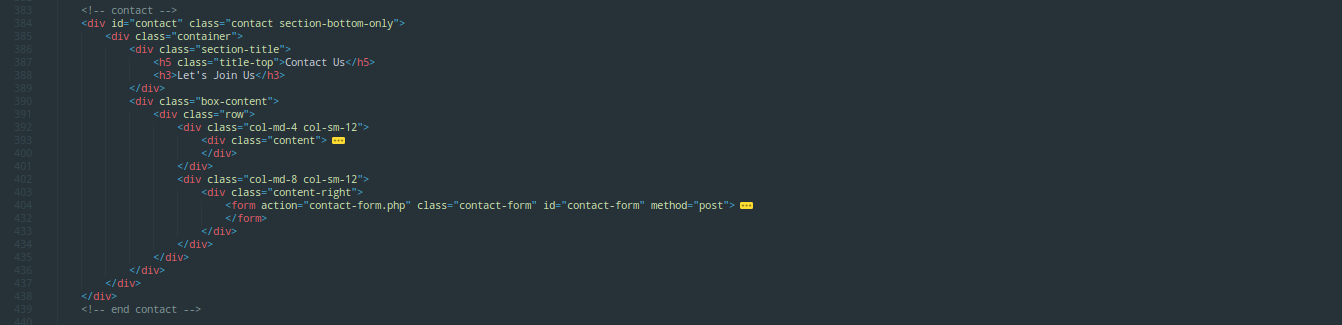 383 <!-- contact -->
384 <div id="contact" class="contact section-bottom-only">
385 <div class="container">
386 <div class="section-title">
387 <h5 class="title-top">Contact Us</h5>
388 <h3>Let's Join Us</h3>
389 </div>
390 <div class="box-content">
391 <div class="row">
392 <div class="col-md-4 col-sm-12">
393 <div class="content">
400 </div>
401 </div>
402 <div class="col-md-8 col-sm-12">
403 <div class="content-right">
404 <form action="contact-form.php" class="contact-form" id="contact-form" method="post">
432 </form>
433 </div>
434 </div>
435 </div>
436 </div>
437 </div>
438 </div>
439 <!-- end contact -->